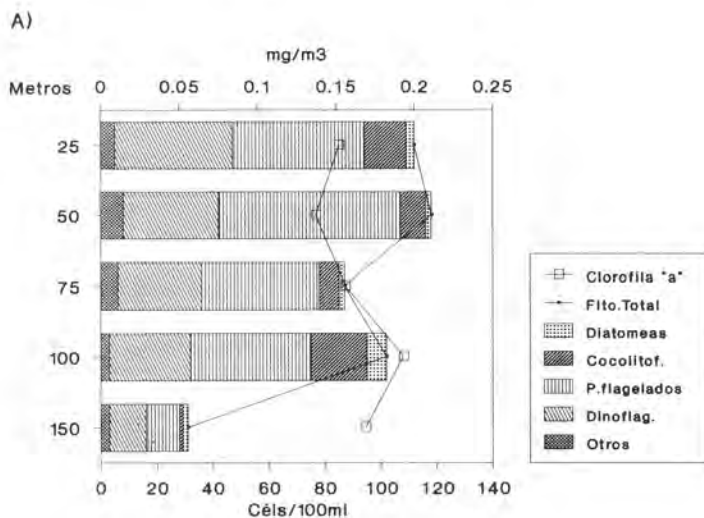 A)
mg/m3
0 0.05 0.1 0.15 0.2 0.25
Metros
25
50
75
100
150
0 20 40 60 80 100 120 140
Céls/100ml
Clorofila "a"
Fito.Total
Diatomeas
Cocolitof.
P.flagelados
Dinoflag.
Otros